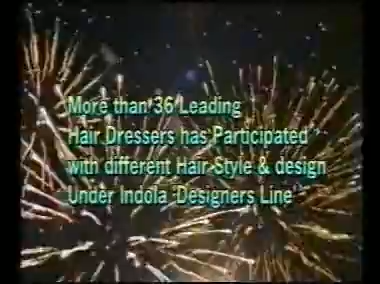 More than 36 Leading
Hair Dressers has Participated
with different Hair Style & design
Under Indola 'Designers Line'